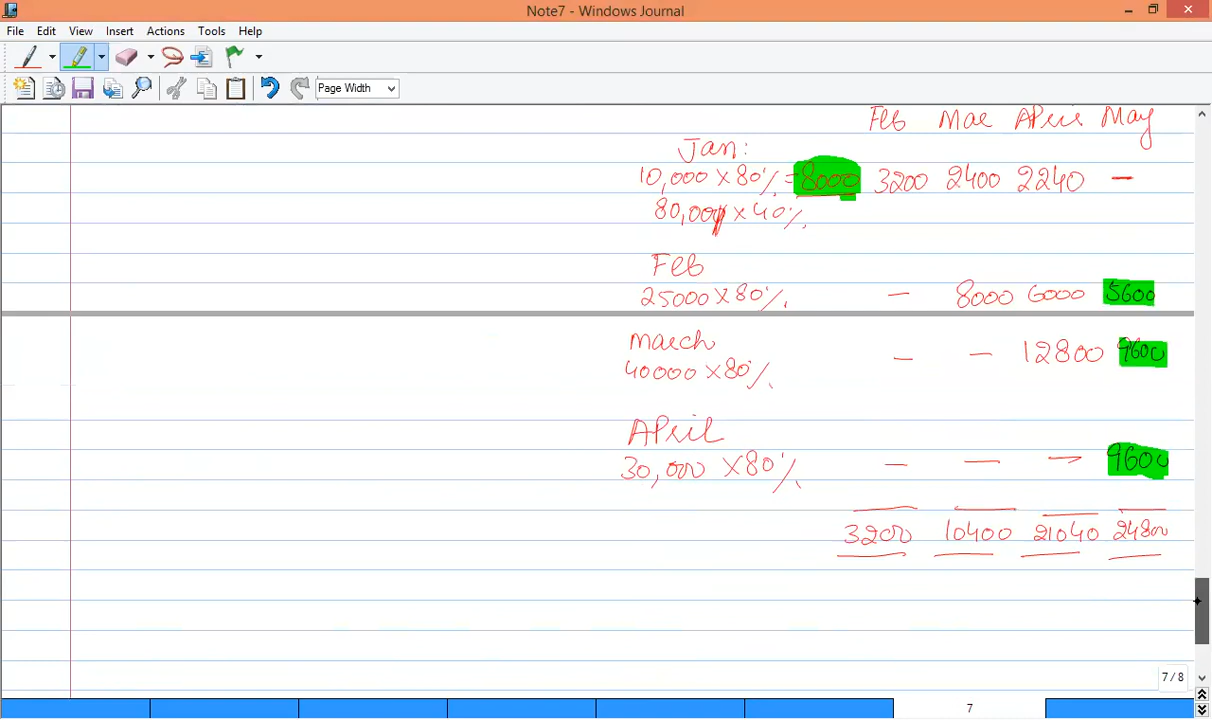 Note7 - Windows Journal
File Edit View Insert Actions Tools Help
Page Width
Feb Mar April May
Jan:
10,000 × 80% = 8000 3200 2400 2240 -
80,000 × 40%
Feb
25000 × 80% - 8000 6000 5600
March
40000 × 80% - - 12800 9600
April
30,000 × 80% - - - 9600
3200 10400 21040 24800
7 / 8
7